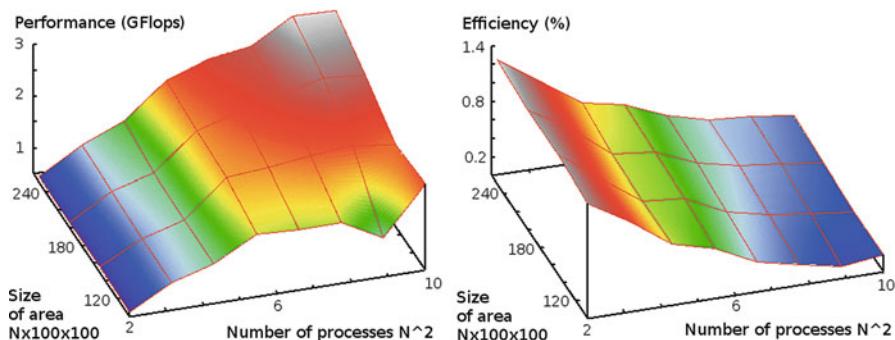 Performance (GFlops)
3
2
1
240
180
120
Size
of area
Nx100x100
2
6
10
Number of processes N^2
Efficiency (%)
1.4
0.8
0.2
240
180
120
Size
of area
Nx100x100
2
6
10
Number of processes N^2